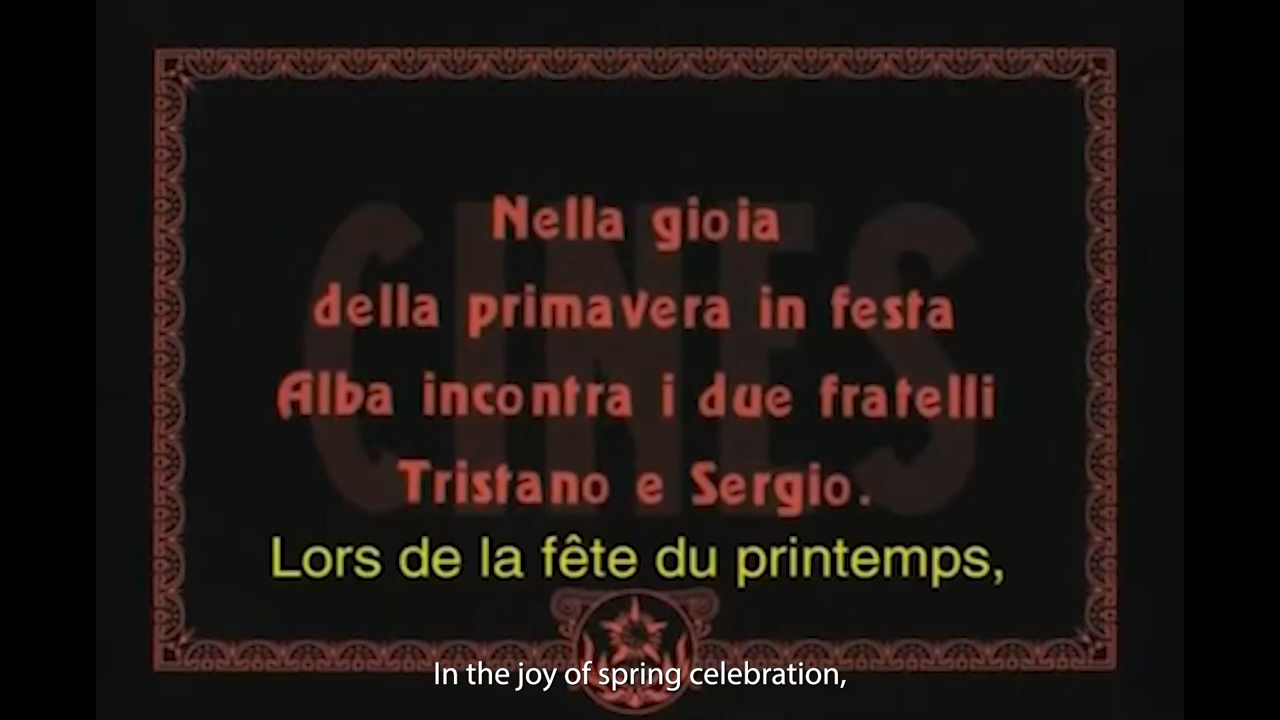 CINES
Nella gioia
della primavera in festa
Alba incontra i due fratelli
Tristano e Sergio.
Lors de la fête du printemps,
In the joy of spring celebration,